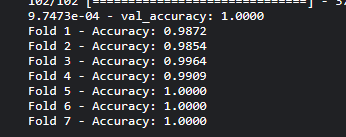 102/102 [==============================] - 37
9.7473e-04 - val_accuracy: 1.0000
Fold 1 - Accuracy: 0.9872
Fold 2 - Accuracy: 0.9854
Fold 3 - Accuracy: 0.9964
Fold 4 - Accuracy: 0.9909
Fold 5 - Accuracy: 1.0000
Fold 6 - Accuracy: 1.0000
Fold 7 - Accuracy: 1.0000